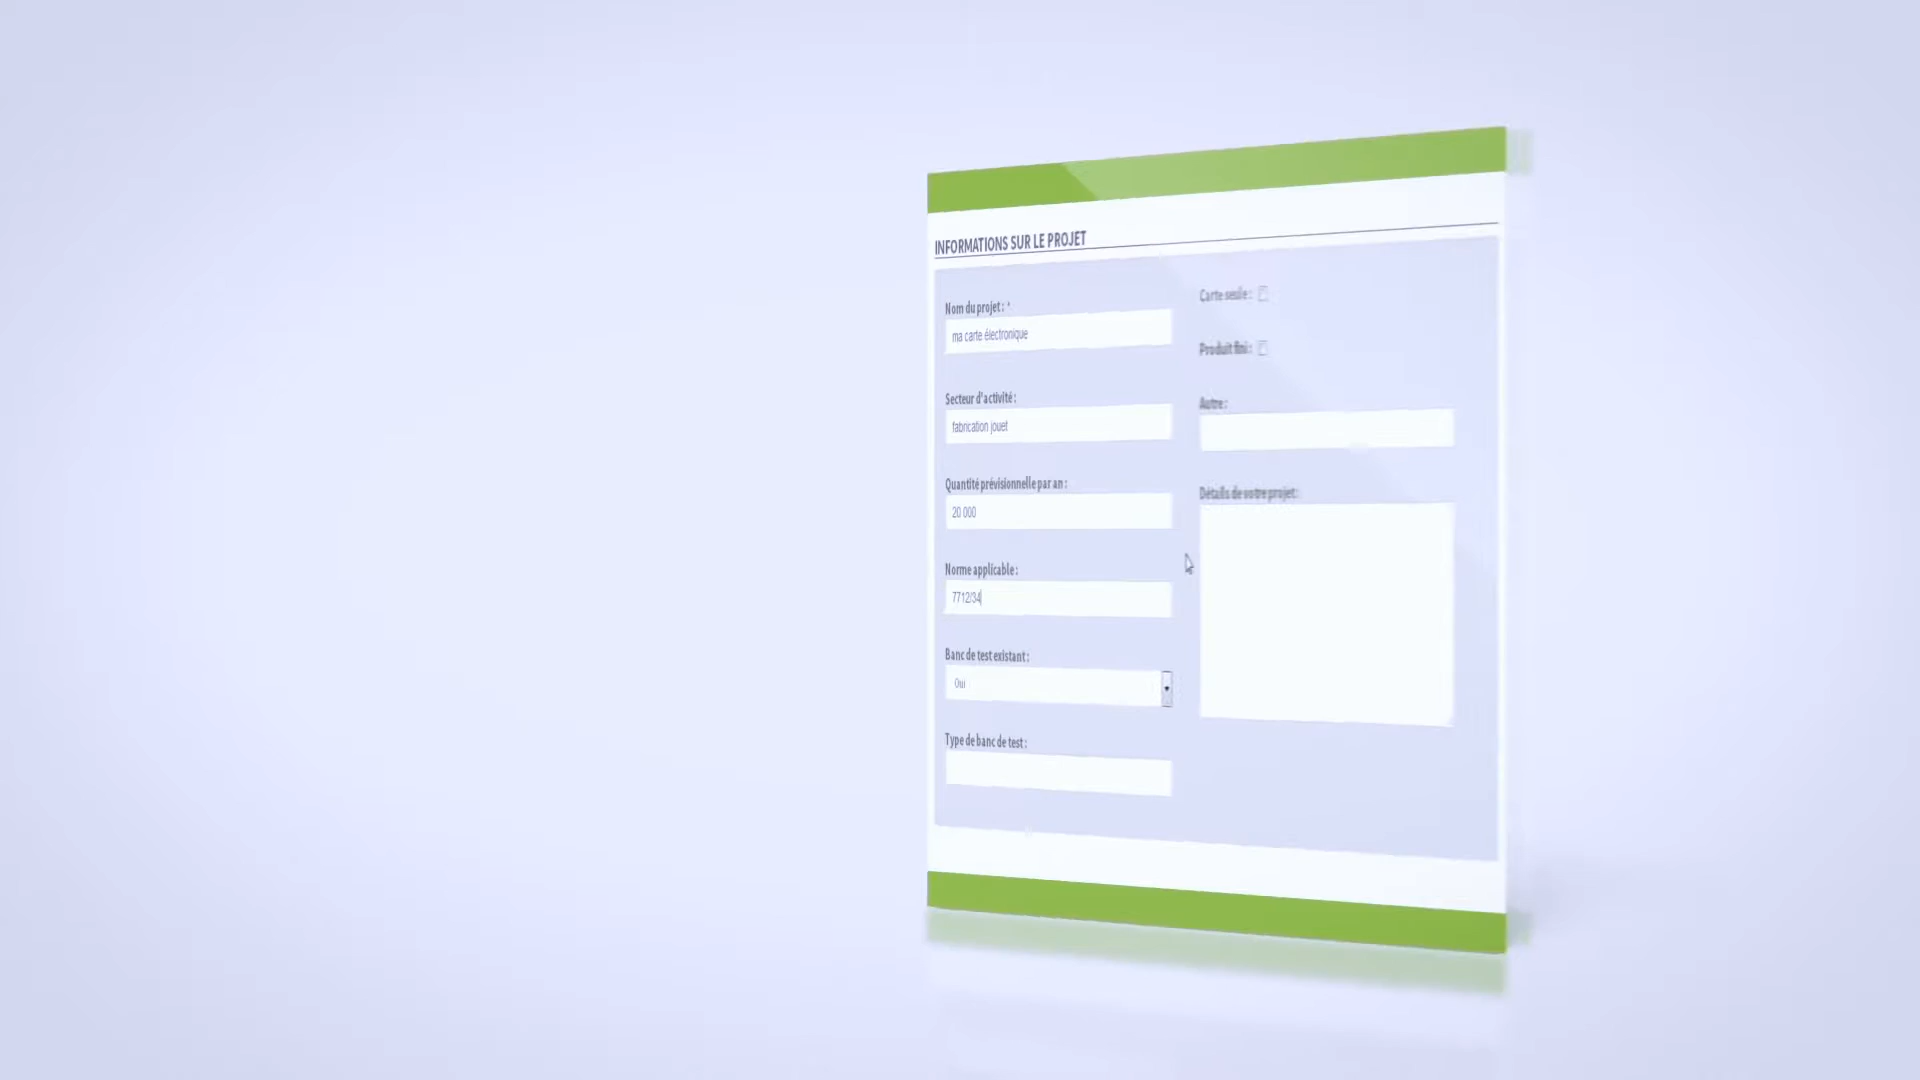 INFORMATIONS SUR LE PROJET
Nom du projet : *
ma carte électronique
Secteur d'activité :
fabrication jouet
Quantité prévisionnelle par an :
20 000
Norme applicable :
7712/34
Banc de test existant :
Oui
Type de banc de test :
Carte seule :
Produit fini :
Autre :
Détails de votre projet :